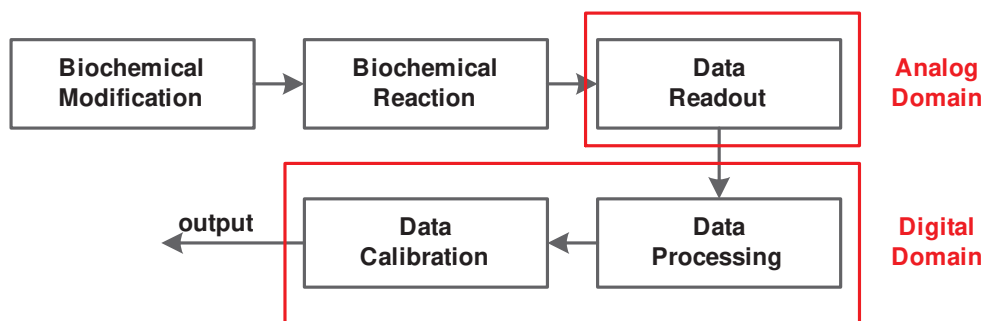 Biochemical
Modification
Biochemical
Reaction
Data
Readout
Analog
Domain
output
Data
Calibration
Data
Processing
Digital
Domain